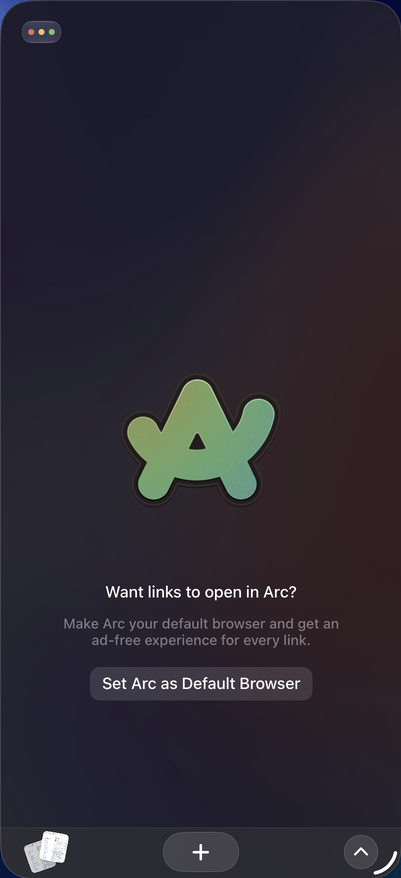 Want links to open in Arc?
Make Arc your default browser and get an
ad-free experience for every link.
Set Arc as Default Browser